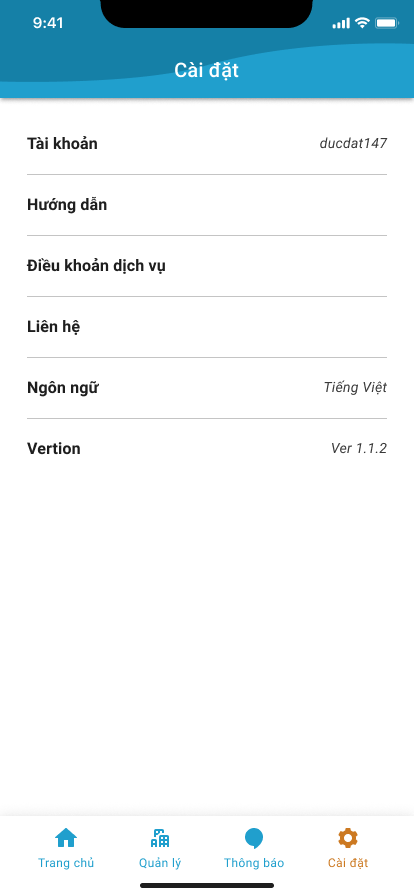 9:41
Cài đặt
Tài khoản ducdat147
Hướng dẫn
Điều khoản dịch vụ
Liên hệ
Ngôn ngữ Tiếng Việt
Vertion Ver 1.1.2
Trang chủ Quản lý Thông báo Cài đặt